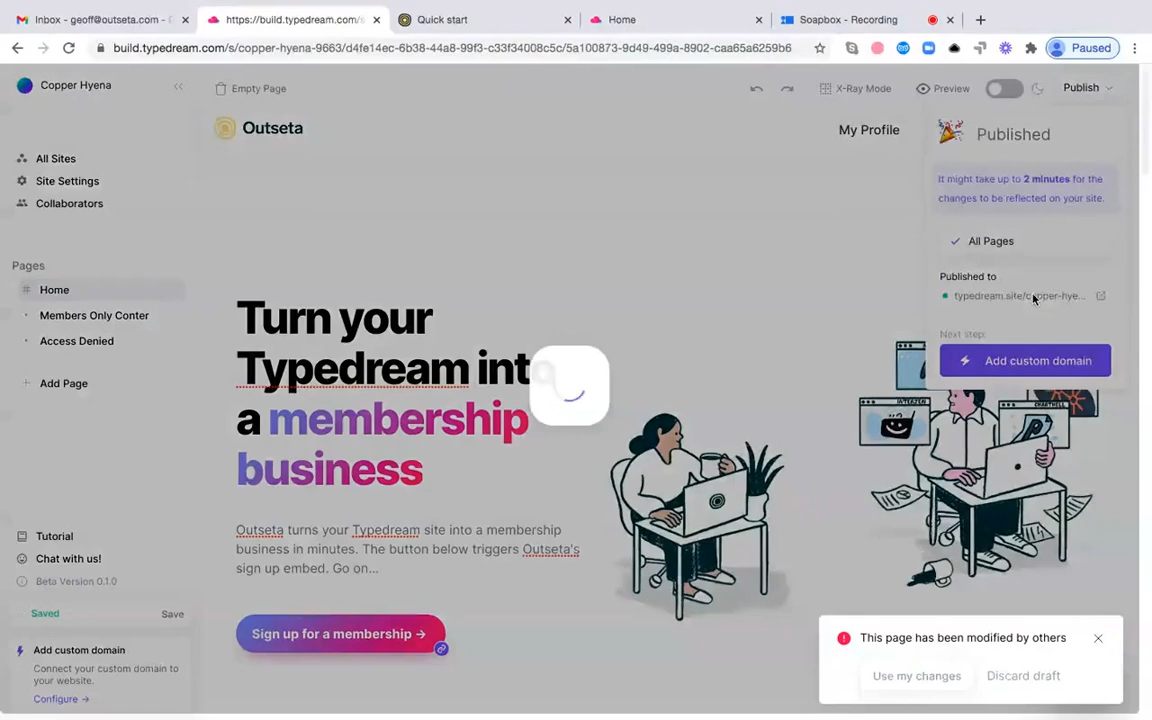 Inbox - geoff@outseta.com -
https://build.typedream.com/s
Quick start
Home
Soapbox - Recording
build.typedream.com/s/copper-hyena-9663/d4fe14ec-6b38-44a8-99f3-c33f34008c5c/5a100873-9d49-499a-8902-caa65a6259b6
Paused
Copper Hyena
Empty Page
X-Ray Mode
Preview
Publish
Outseta
My Profile
Published
It might take up to 2 minutes for the
changes to be reflected on your site.
All Pages
Published to
typedream.site/copper-hye...
Next step:
Add custom domain
All Sites
Site Settings
Collaborators
Pages
Home
Members Only Conter
Access Denied
Add Page
Turn your
Typedream into
a membership
business
Outseta turns your Typedream site into a membership
business in minutes. The button below triggers Outseta's
sign up embed. Go on...
Sign up for a membership →
INTERZEN
CHARTHELL
Tutorial
Chat with us!
Beta Version 0.1.0
Saved
Save
Add custom domain
Connect your custom domain to
your website.
Configure →
This page has been modified by others
Use my changes
Discard draft